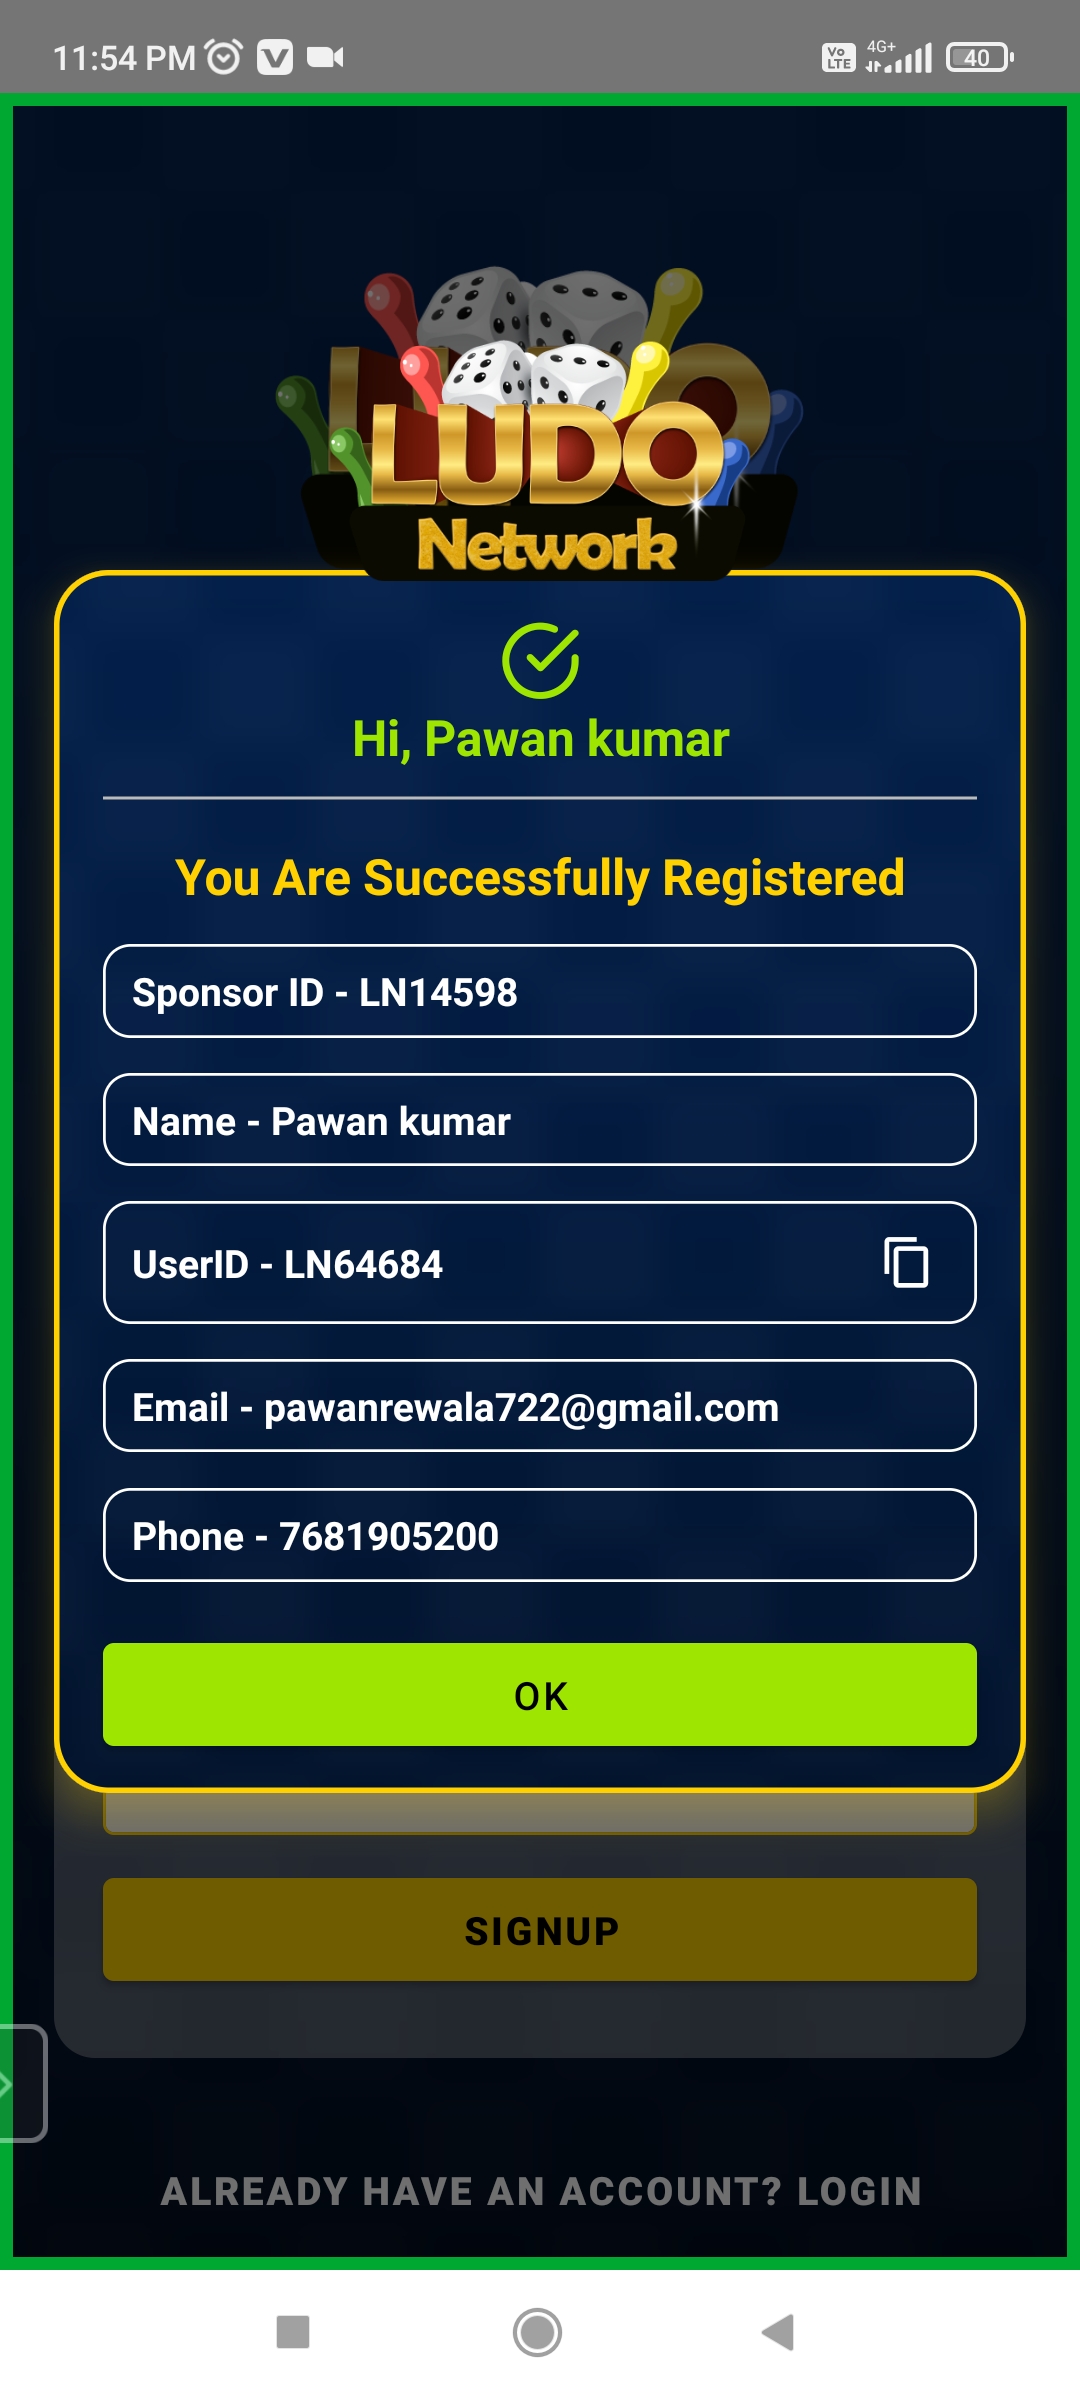 11:54 PM
Vo LTE 4G+ 40
LUDO
Network
Hi, Pawan kumar
You Are Successfully Registered
Sponsor ID - LN14598
Name - Pawan kumar
UserID - LN64684
Email - pawanrewala722@gmail.com
Phone - 7681905200
OK
SIGNUP
ALREADY HAVE AN ACCOUNT? LOGIN